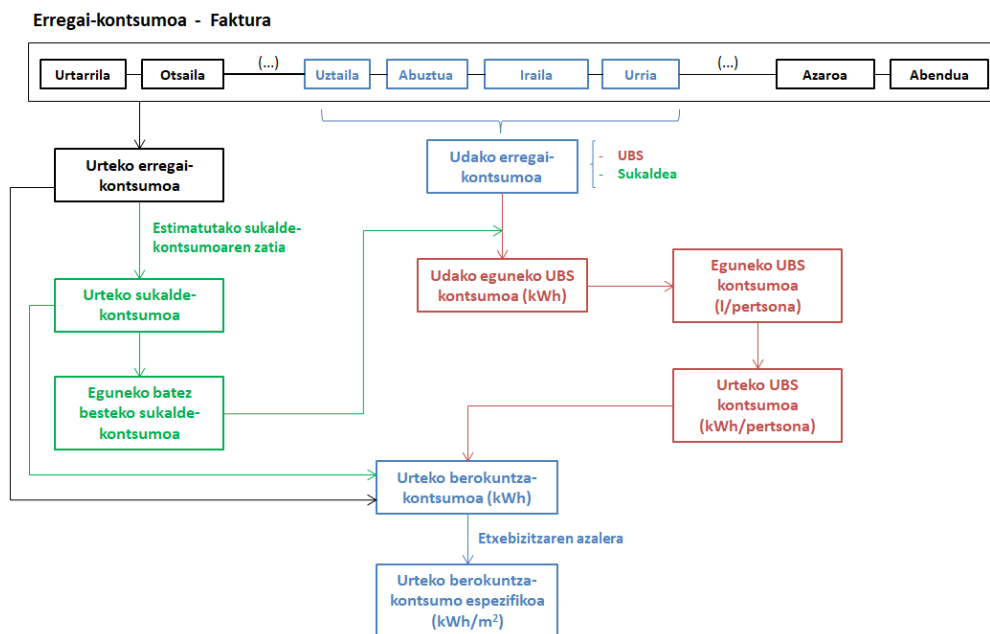 Erregai-kontsumoa - Faktura
Urtarrila
Otsaila
(...)
Uztaila
Abuztua
Iraila
Urria
(...)
Azaroa
Abendua
Urteko erregai-
kontsumoa
Udako erregai-
kontsumoa
- UBS
- Sukaldea
Estimatutako sukalde-
kontsumoaren zatia
Udako eguneko UBS
kontsumoa (kWh)
Eguneko UBS
kontsumoa
(l/pertsona)
Urteko sukalde-
kontsumoa
Eguneko batez
besteko sukalde-
kontsumoa
Urteko UBS
kontsumoa
(kWh/pertsona)
Urteko berokuntza-
kontsumoa (kWh)
Etxebizitzaren azalera
Urteko berokuntza-
kontsumo espezifikoa
(kWh/m²)